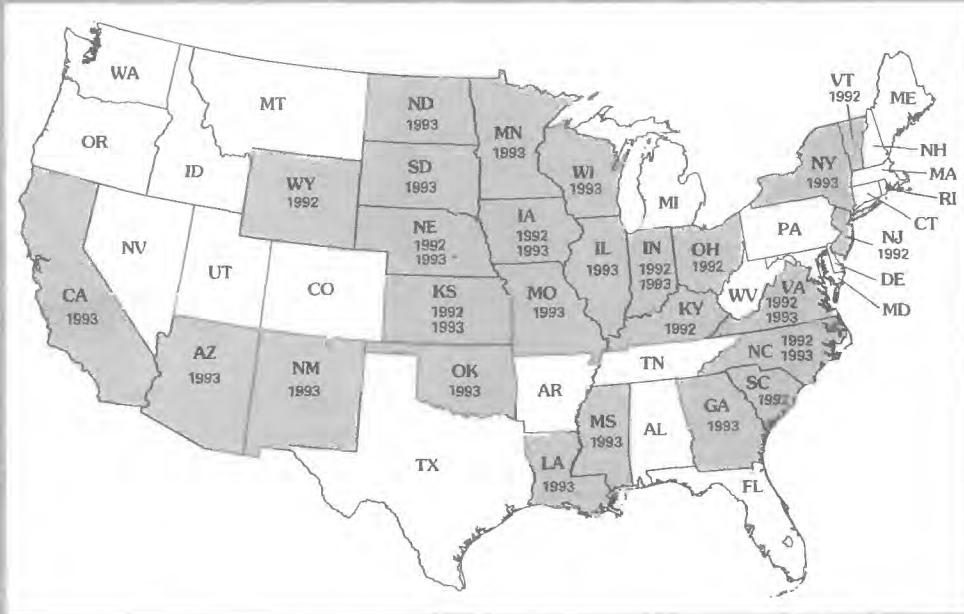 WA
MT
ND
1993
MN
1993
VT
1992
ME
OR
ID
WY
1992
SD
1993
WI
1993
MI
NY
1993
NH
MA
RI
CT
NV
UT
CO
NE
1992
1993
IA
1992
1993
IL
1993
IN
1992
1993
OH
1992
PA
NJ
1992
DE
MD
CA
1993
KS
1992
1993
MO
1993
KY
1992
WV
VA
1992
1993
AZ
1993
NM
1993
OK
1993
AR
TN
NC
1992
1993
SC
1992
TX
LA
1993
MS
1993
AL
GA
1993
FL